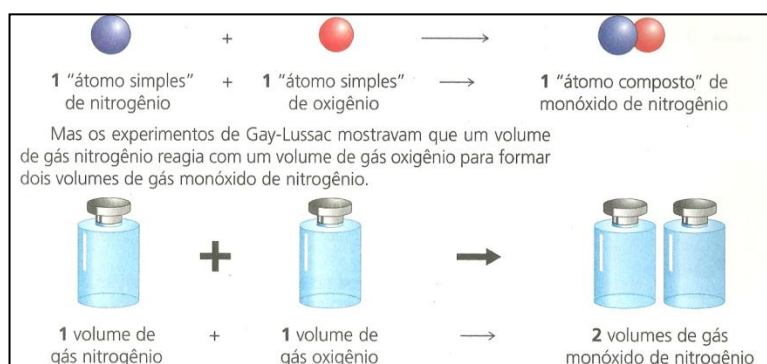 + →
1 "átomo simples" + 1 "átomo simples" → 1 "átomo composto" de
de nitrogênio de oxigênio monóxido de nitrogênio
Mas os experimentos de Gay-Lussac mostravam que um volume
de gás nitrogênio reagia com um volume de gás oxigênio para formar
dois volumes de gás monóxido de nitrogênio.
+ →
1 volume de + 1 volume de → 2 volumes de gás
gás nitrogênio gás oxigênio monóxido de nitrogênio